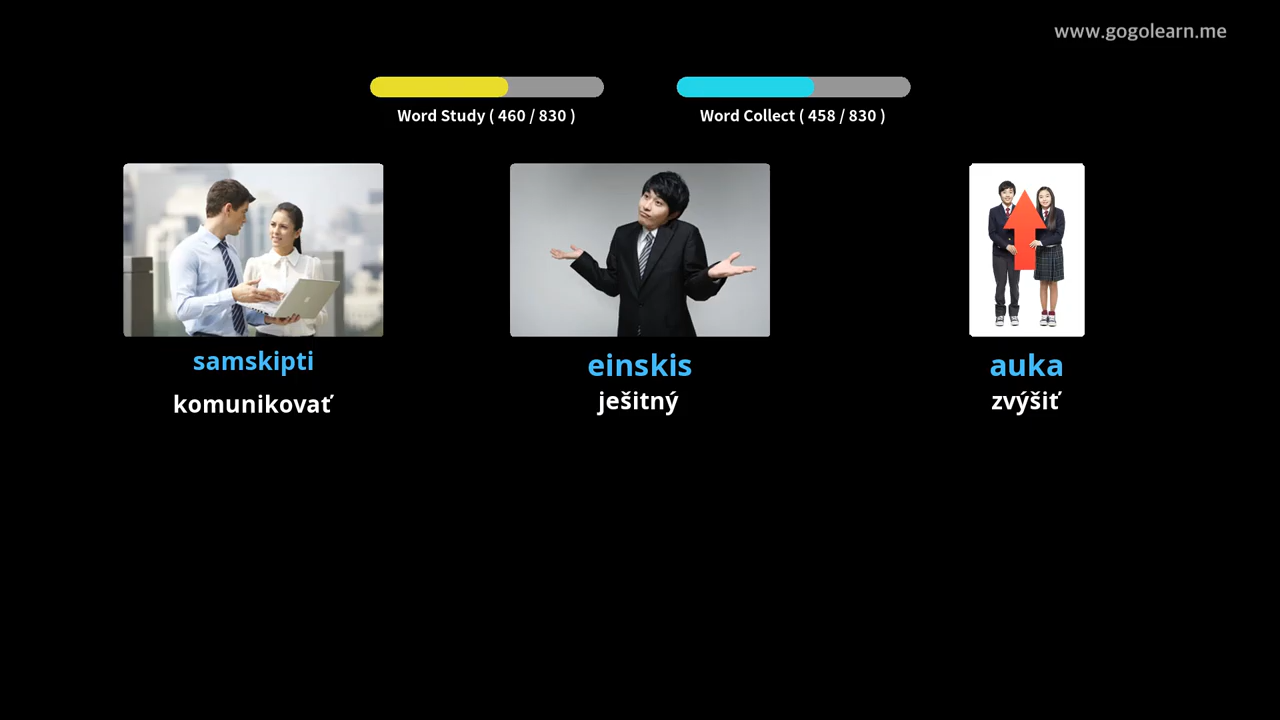 www.gogolearn.me
Word Study ( 460 / 830 )
Word Collect ( 458 / 830 )
samskipti
einskis
auka
komunikovať
ješitný
zvýšiť